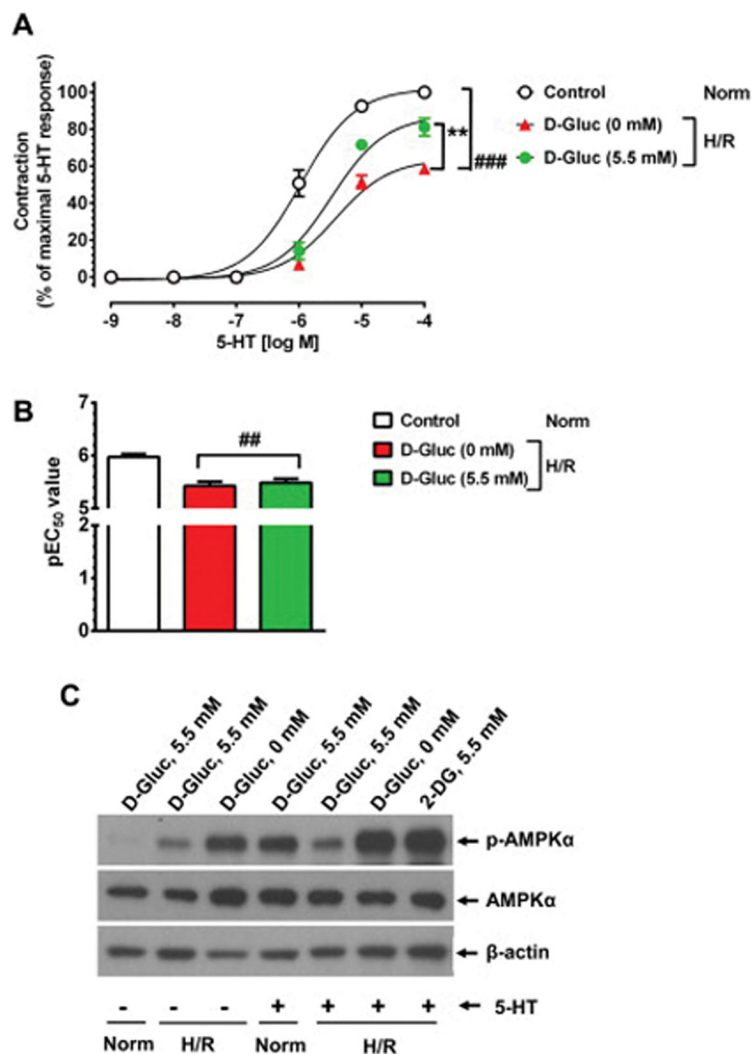 A
Contraction
(% of maximal 5-HT response)
100
80
60
40
20
0
-9
-8
-7
-6
-5
-4
5-HT [log M]
**
###
Control
Norm
D-Gluc (0 mM)
D-Gluc (5.5 mM)
H/R
B
pEC50 value
7
6
5
2
1
0
##
Control
Norm
D-Gluc (0 mM)
D-Gluc (5.5 mM)
H/R
C
D-Gluc, 5.5 mM
D-Gluc, 5.5 mM
D-Gluc, 0 mM
D-Gluc, 5.5 mM
D-Gluc, 5.5 mM
D-Gluc, 0 mM
2-DG, 5.5 mM
p-AMPKα
AMPKα
β-actin
- - - + + + + 5-HT
Norm H/R Norm H/R